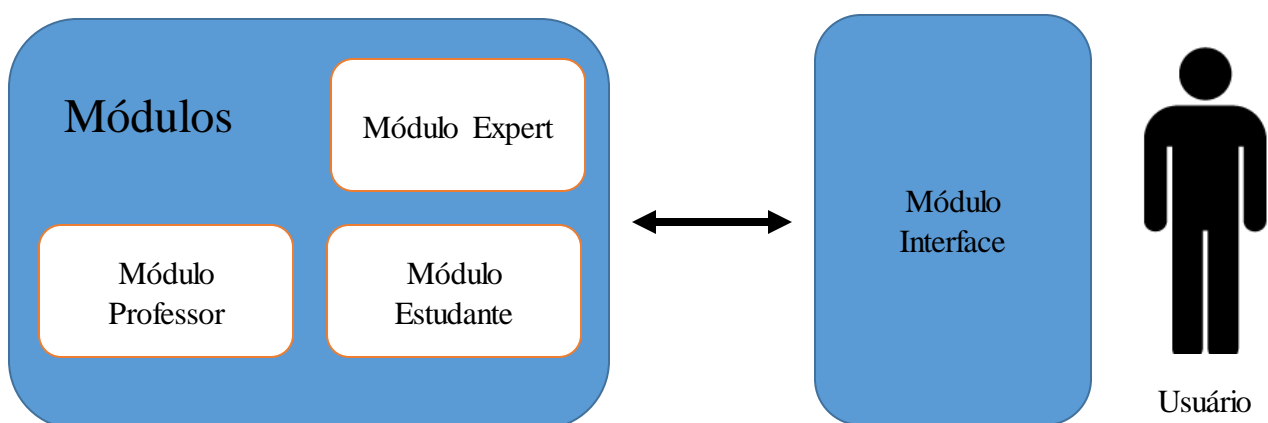 Módulos
Módulo Expert
Módulo
Professor
Módulo
Estudante
Módulo
Interface
Usuário